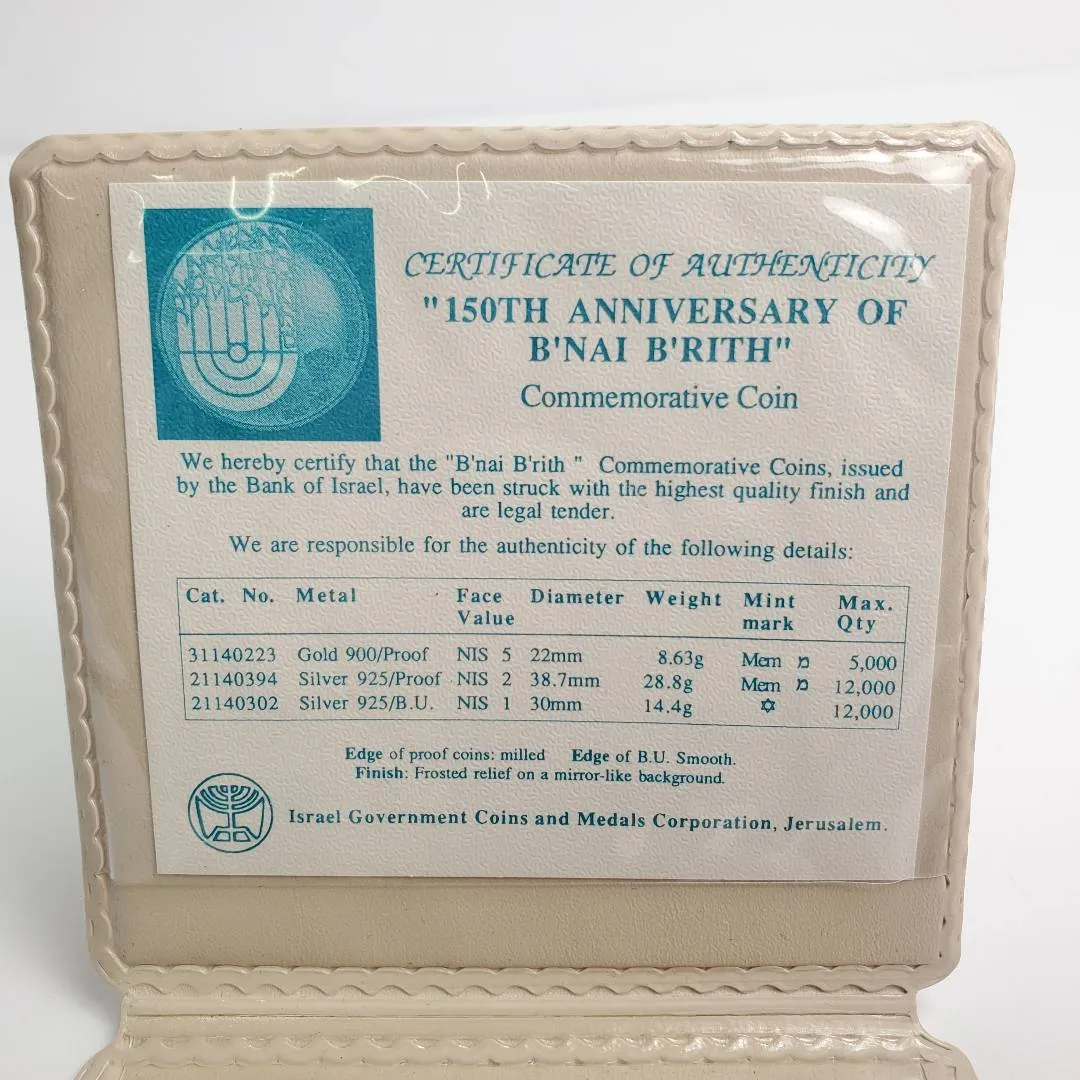 CERTIFICATE OF AUTHENTICITY
"150TH ANNIVERSARY OF
B'NAI B'RITH"
Commemorative Coin
We hereby certify that the "B'nai B'rith " Commemorative Coins, issued
by the Bank of Israel, have been struck with the highest quality finish and
are legal tender.
We are responsible for the authenticity of the following details:
Cat. No. Metal Face Diameter Weight Mint Max.
Value mark Qty
31140223 Gold 900/Proof NIS 5 22mm 8.63g Mem מ 5,000
21140394 Silver 925/Proof NIS 2 38.7mm 28.8g Mem מ 12,000
21140302 Silver 925/B.U. NIS 1 30mm 14.4g ✡ 12,000
Edge of proof coins: milled Edge of B.U. Smooth.
Finish: Frosted relief on a mirror-like background.
Israel Government Coins and Medals Corporation, Jerusalem.